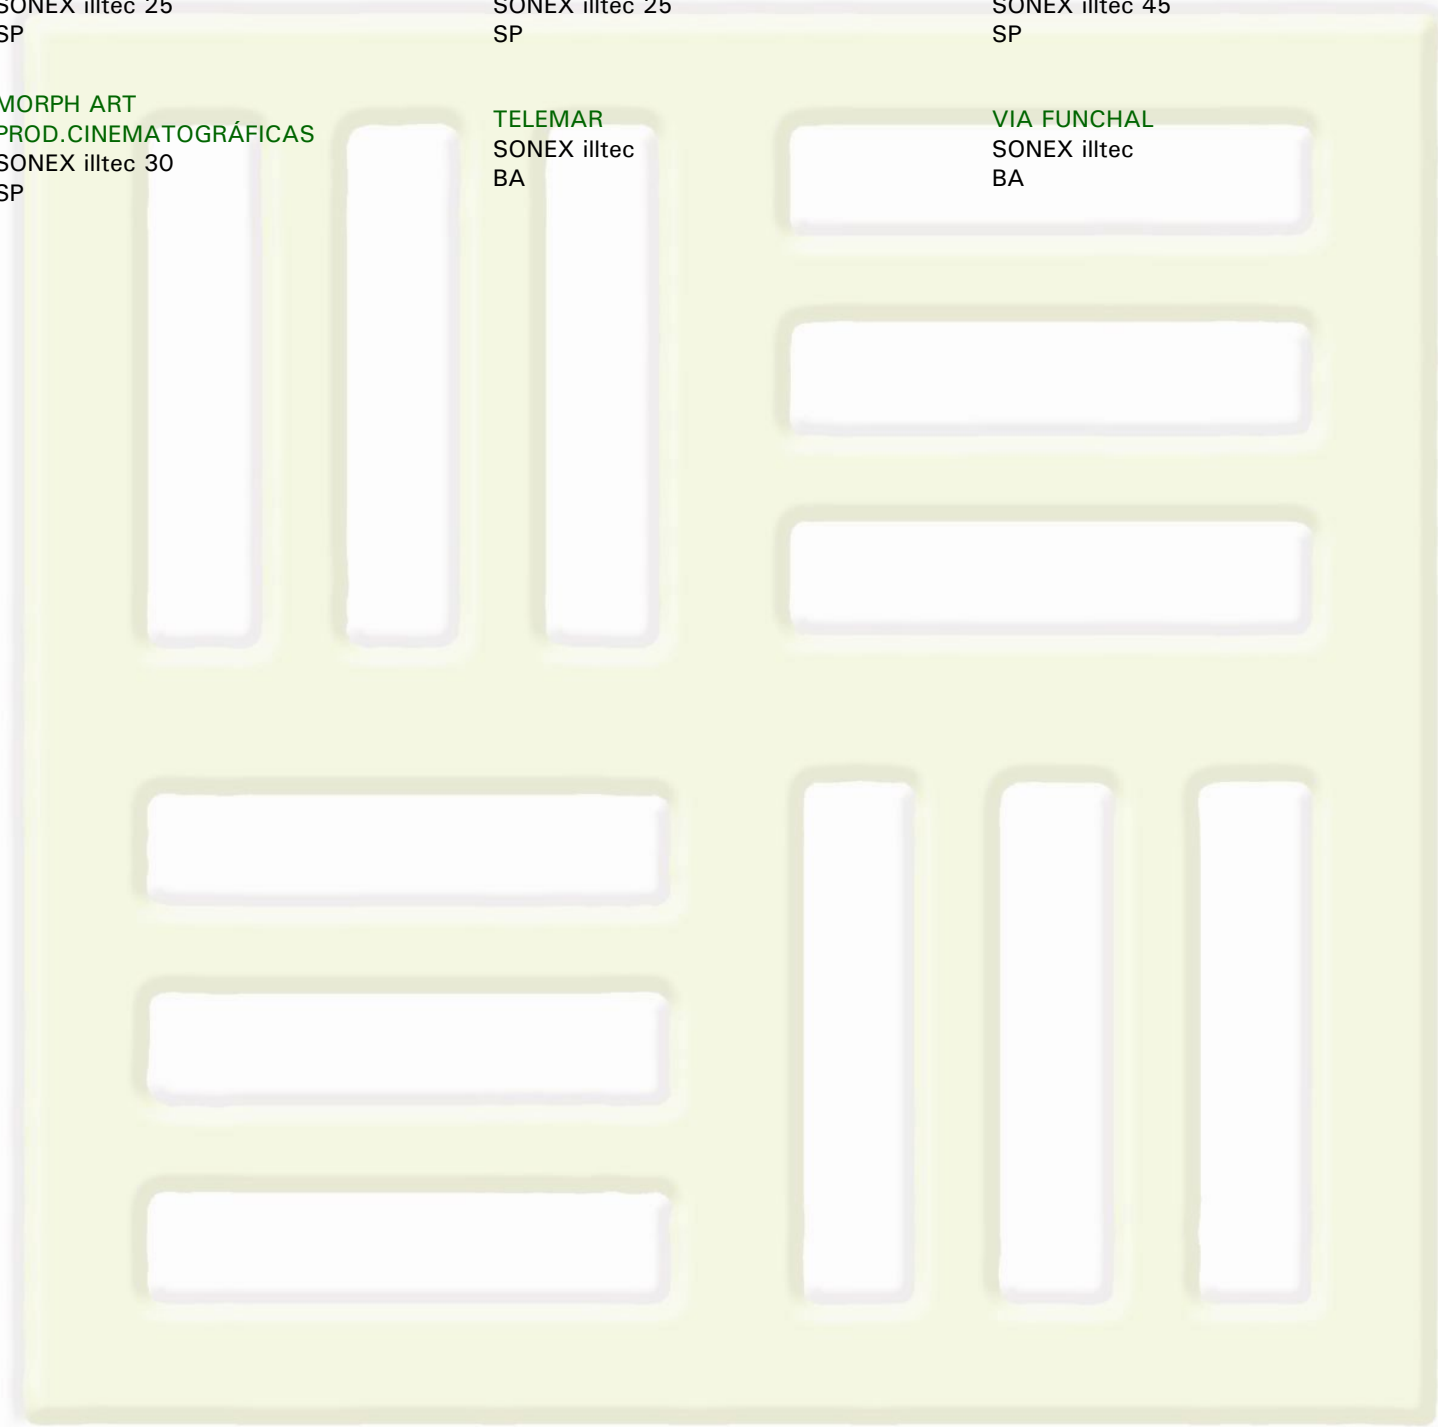 SONEX illtec 25
SP
SONEX illtec 25
SP
SONEX illtec 45
SP
MORPH ART
PROD.CINEMATOGRÁFICAS
SONEX illtec 30
SP
TELEMAR
SONEX illtec
BA
VIA FUNCHAL
SONEX illtec
BA